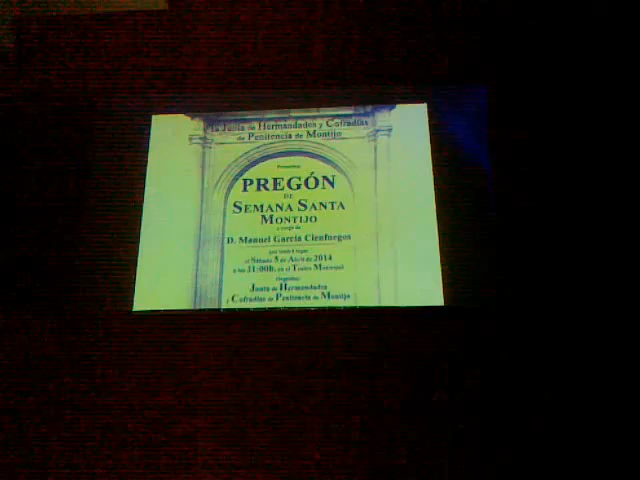 la Junta de Hermandades y Cofradías
de Penitencia de Montijo
Presentan
PREGÓN
DE
SEMANA SANTA
MONTIJO
a cargo de
D. Manuel García Cienfuegos
que tendrá lugar
el Sábado 5 de Abril de 2014
a las 21:00h. en el Teatro Municipal
Organiza:
Junta de Hermandades
y Cofradías de Penitencia de Montijo